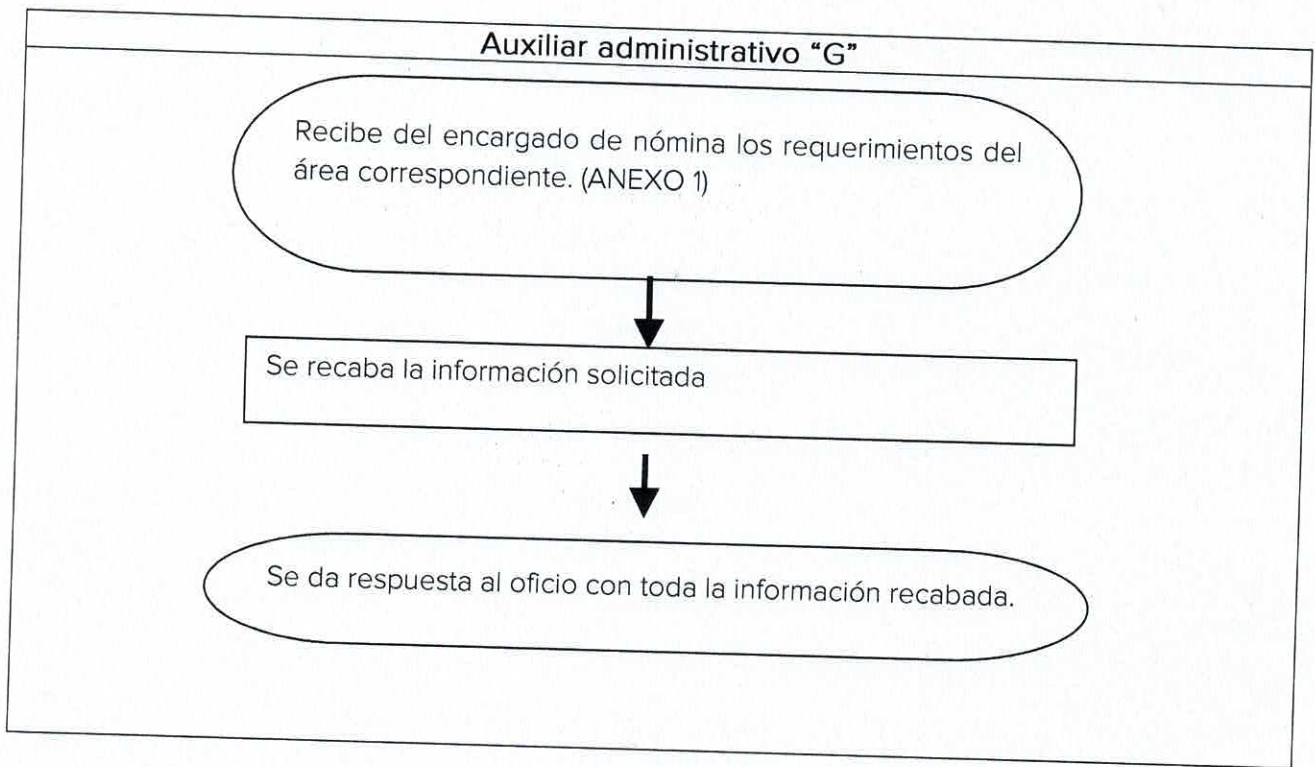 Auxiliar administrativo “G”
Recibe del encargado de nómina los requerimientos del
área correspondiente. (ANEXO 1)
Se recaba la información solicitada
Se da respuesta al oficio con toda la información recabada.